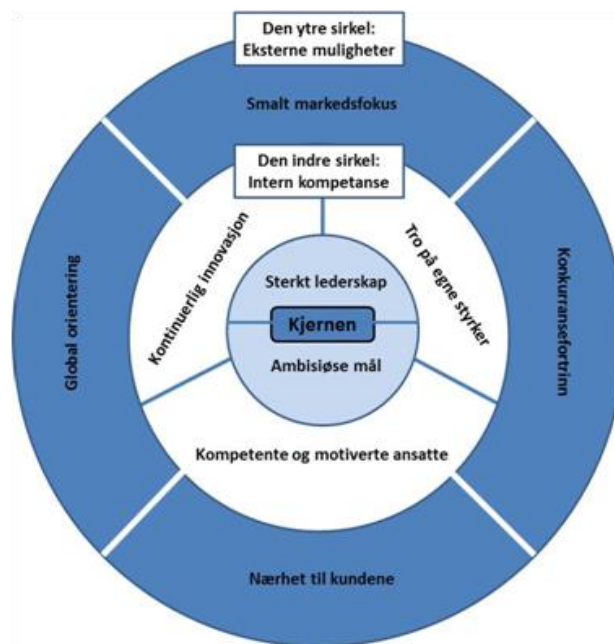 Den ytre sirkel:
Eksterne muligheter
Smalt markedsfokus
Den indre sirkel:
Intern kompetanse
Global orientering
Kontinuerlig innovasjon
Sterkt lederskap
Kjernen
Ambisiøse mål
Tro på egne styrker
Konkurransefortrinn
Kompetente og motiverte ansatte
Nærhet til kundene